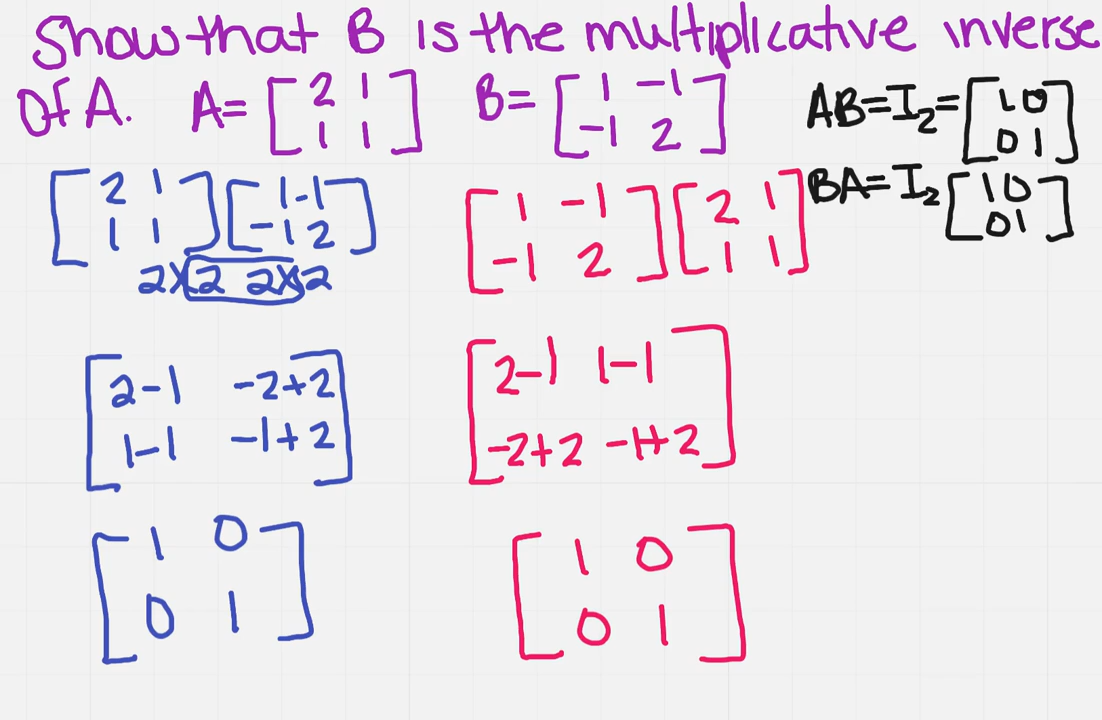 Show that B is the multiplicative inverse
Of A. A= [ 2 1 B= [ 1 -1
1 1 ] -1 2 ]
AB=I₂= [ 1 0
0 1 ]
BA=I₂ [ 1 0
0 1 ]
[ 2 1 ] [ 1 -1 ]
[ 1 1 ] [ -1 2 ]
2x2 2x2
[ 1 -1 ] [ 2 1 ]
[ -1 2 ] [ 1 1 ]
[ 2-1 -2+2 ]
[ 1-1 -1+2 ]
[ 2-1 1-1 ]
[ -2+2 -1+2 ]
[ 1 0 ]
[ 0 1 ]
[ 1 0 ]
[ 0 1 ]